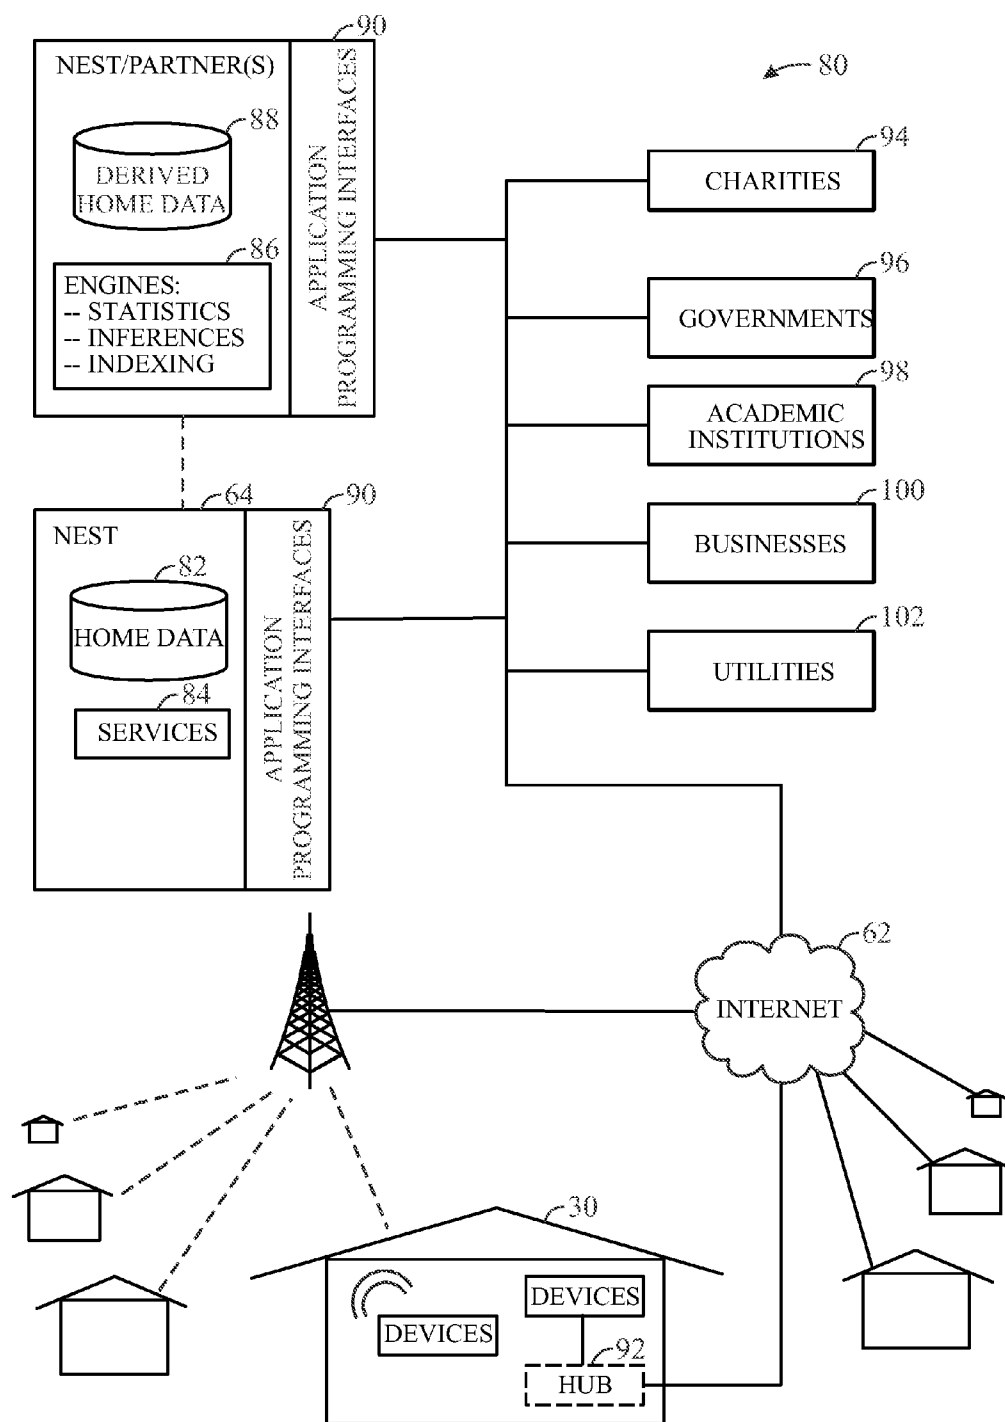 90
NEST/PARTNER(S)
88
DERIVED
HOME DATA
86
ENGINES:
-- STATISTICS
-- INFERENCES
-- INDEXING
APPLICATION
PROGRAMMING INTERFACES
80
94
CHARITIES
96
GOVERNMENTS
98
ACADEMIC
INSTITUTIONS
100
BUSINESSES
102
UTILITIES
64
90
NEST
82
HOME DATA
84
SERVICES
APPLICATION
PROGRAMMING INTERFACES
62
INTERNET
30
DEVICES
DEVICES
92
HUB